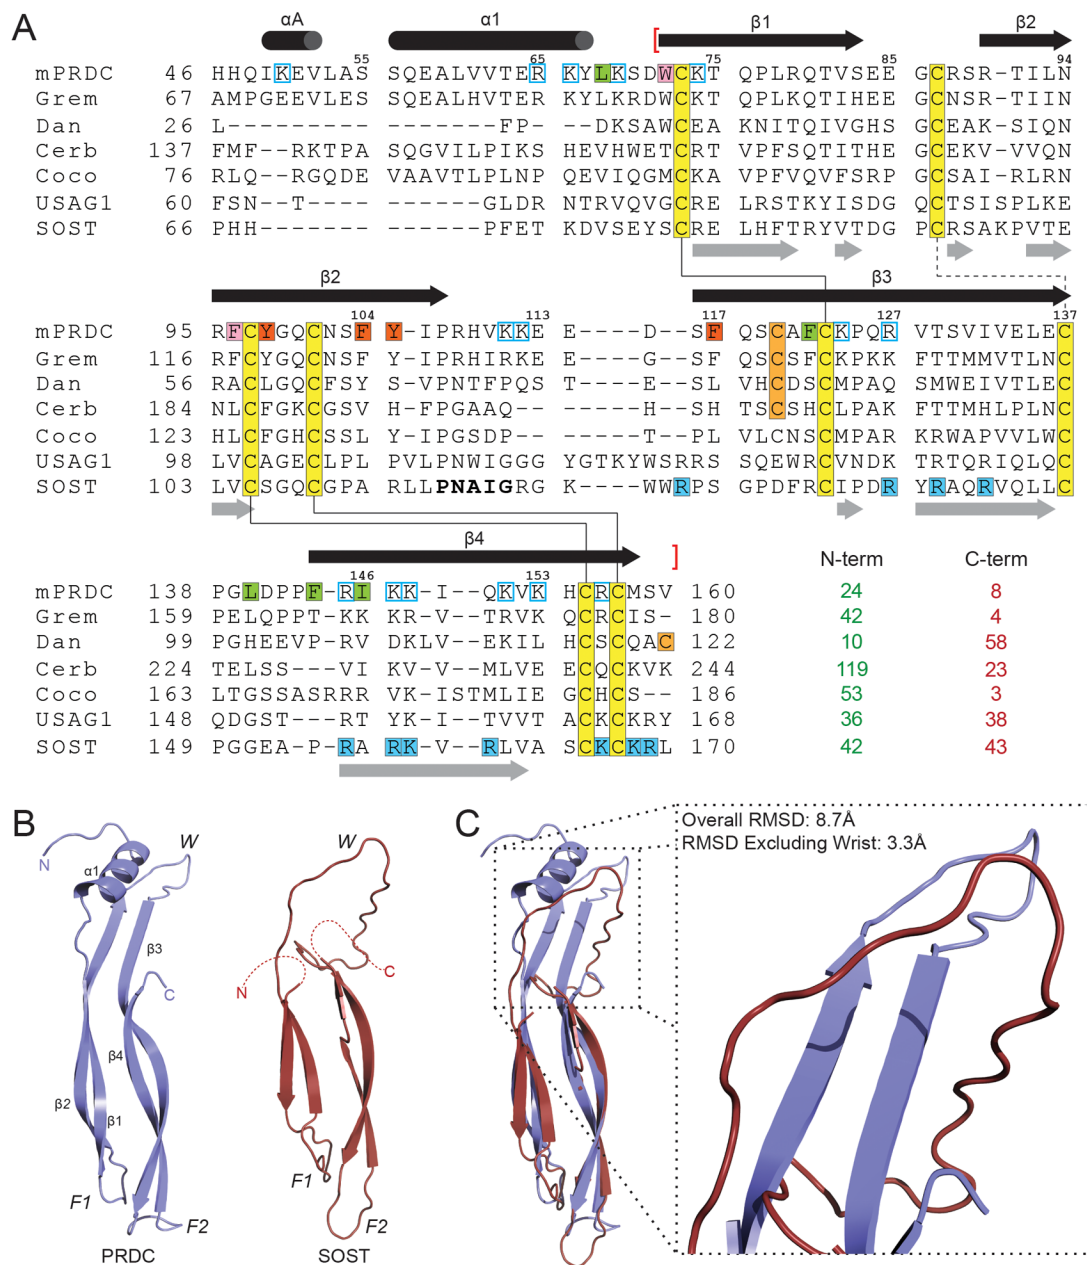 A
αA α1 β1 β2
55 65 75 85 94
mPRDC 46 HHQIKEVLAS SQEALVVTER KYLKSDWCKT QPLRQTVSEE GCRSR-TILN
Grem 67 AMPGEEVLES SQEALHVTER KYLKRDWCKT QPLKQTIHEE GCNSR-TIIN
Dan 26 L--------- -------FP- --DKSAWCEA KNITQIVGHS GCEAK-SIQN
Cerb 137 FMF--RKTPA SQGVILPIKS HEVHWETCRT VPFSQTITHE GCEKV-VVQN
Coco 76 RLQ--RGQDE VAAVTLPLNP QEVIQGMCKA VPFVQVFSRP GCSAI-RLRN
USAG1 60 FSN--T---- ------GLDR NTRVQVGCRE LRSTKYISDG QCTSISPLKE
SOST 66 PHH------- ------PFET KDVSEYSCRE LHFTRYVTDG PCRSAKPVTE
β2 β3
104 113 117 127 137
mPRDC 95 RFCYGQCNSF Y-IPRHVKEE E----D--SF FQSCAFCKPQR VTSVIVELEC
Grem 116 RFCYGQCNSF Y-IPRHIRKEE E----G--SF QSCSFCKPKK FTTMMVTLNC
Dan 56 RACLGQCFSY S-VPNTFPQS T----E--SL VHCDSCMPAQ SMWEIVTLEC
Cerb 184 NLCFGKCGSV H-FPGAAQ-- -----H--SH TSCSHCLPAK FTTMHLPLNC
Coco 123 HLCFGHCSSL Y-IPGSDP-- -----T--PL VLCNSCMPAR KRWAPVVLWC
USAG1 98 LVCAGECLPL PVLPNWIGGG YGTKYWSRRS SQEWRCVNDK TRTQRIQLQC
SOST 103 LVCSGQCGPA RLLPNAIGRG K----WWRPS GPDFRCIPDR YRAQRVQLLC
β4
146 153
N-term C-term
mPRDC 138 PGLDPPF-RI KK-I--QKVK HCRCMSV 160 24 8
Grem 159 PELQPPT-KK KR-V--TRVK QCRCIS- 180 42 4
Dan 99 PGHEEVP-RV DKLV--EKIL HCSCQAC 122 10 58
Cerb 224 TELSS---VI KV-V--MLVE ECQCKVK 244 119 23
Coco 163 LTGSSASRRR VK-ISTMLIE GCHCS-- 186 53 3
USAG1 148 QDGST---RT YK-I--TVVT ACKCKRY 168 36 38
SOST 149 PGGEA-P-RA RK-V--RLVA SCKCKRL 170 42 43
B
N α1 W β3 C β4 β2 β1 F1 F2
PRDC
W N C F1 F2
SOST
C
Overall RMSD: 8.7Å
RMSD Excluding Wrist: 3.3Å